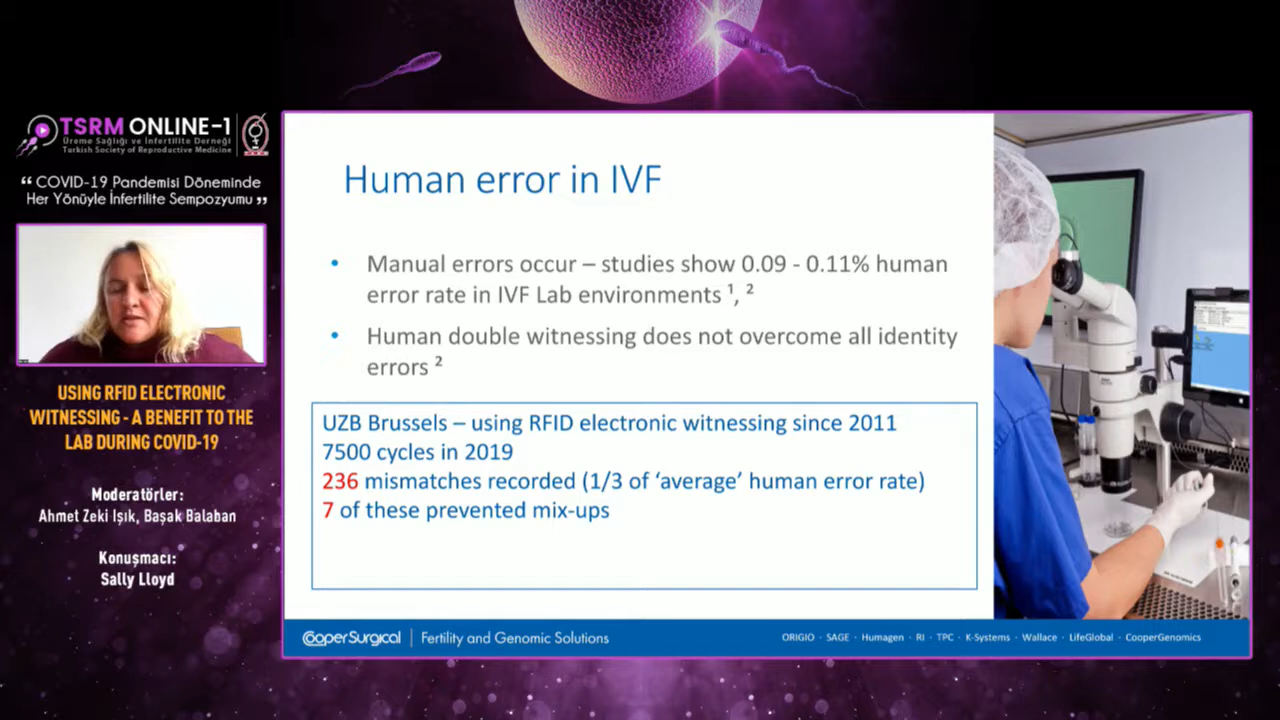 TSRM ONLINE-1
Üreme Sağlığı ve İnfertilite Derneği
Turkish Society of Reproductive Medicine
“ COVID-19 Pandemisi Döneminde
Her Yönüyle İnfertilite Sempozyumu ”
USING RFID ELECTRONIC
WITNESSING - A BENEFIT TO THE
LAB DURING COVID-19
Moderatörler:
Ahmet Zeki Işık, Başak Balaban
Konuşmacı:
Sally Lloyd
Human error in IVF
• Manual errors occur – studies show 0.09 - 0.11% human
error rate in IVF Lab environments ¹, ²
• Human double witnessing does not overcome all identity
errors ²
UZB Brussels – using RFID electronic witnessing since 2011
7500 cycles in 2019
236 mismatches recorded (1/3 of ‘average’ human error rate)
7 of these prevented mix-ups
CooperSurgical | Fertility and Genomic Solutions
ORIGIO · SAGE · Humagen · RI · TPC · K-Systems · Wallace · LifeGlobal · CooperGenomics